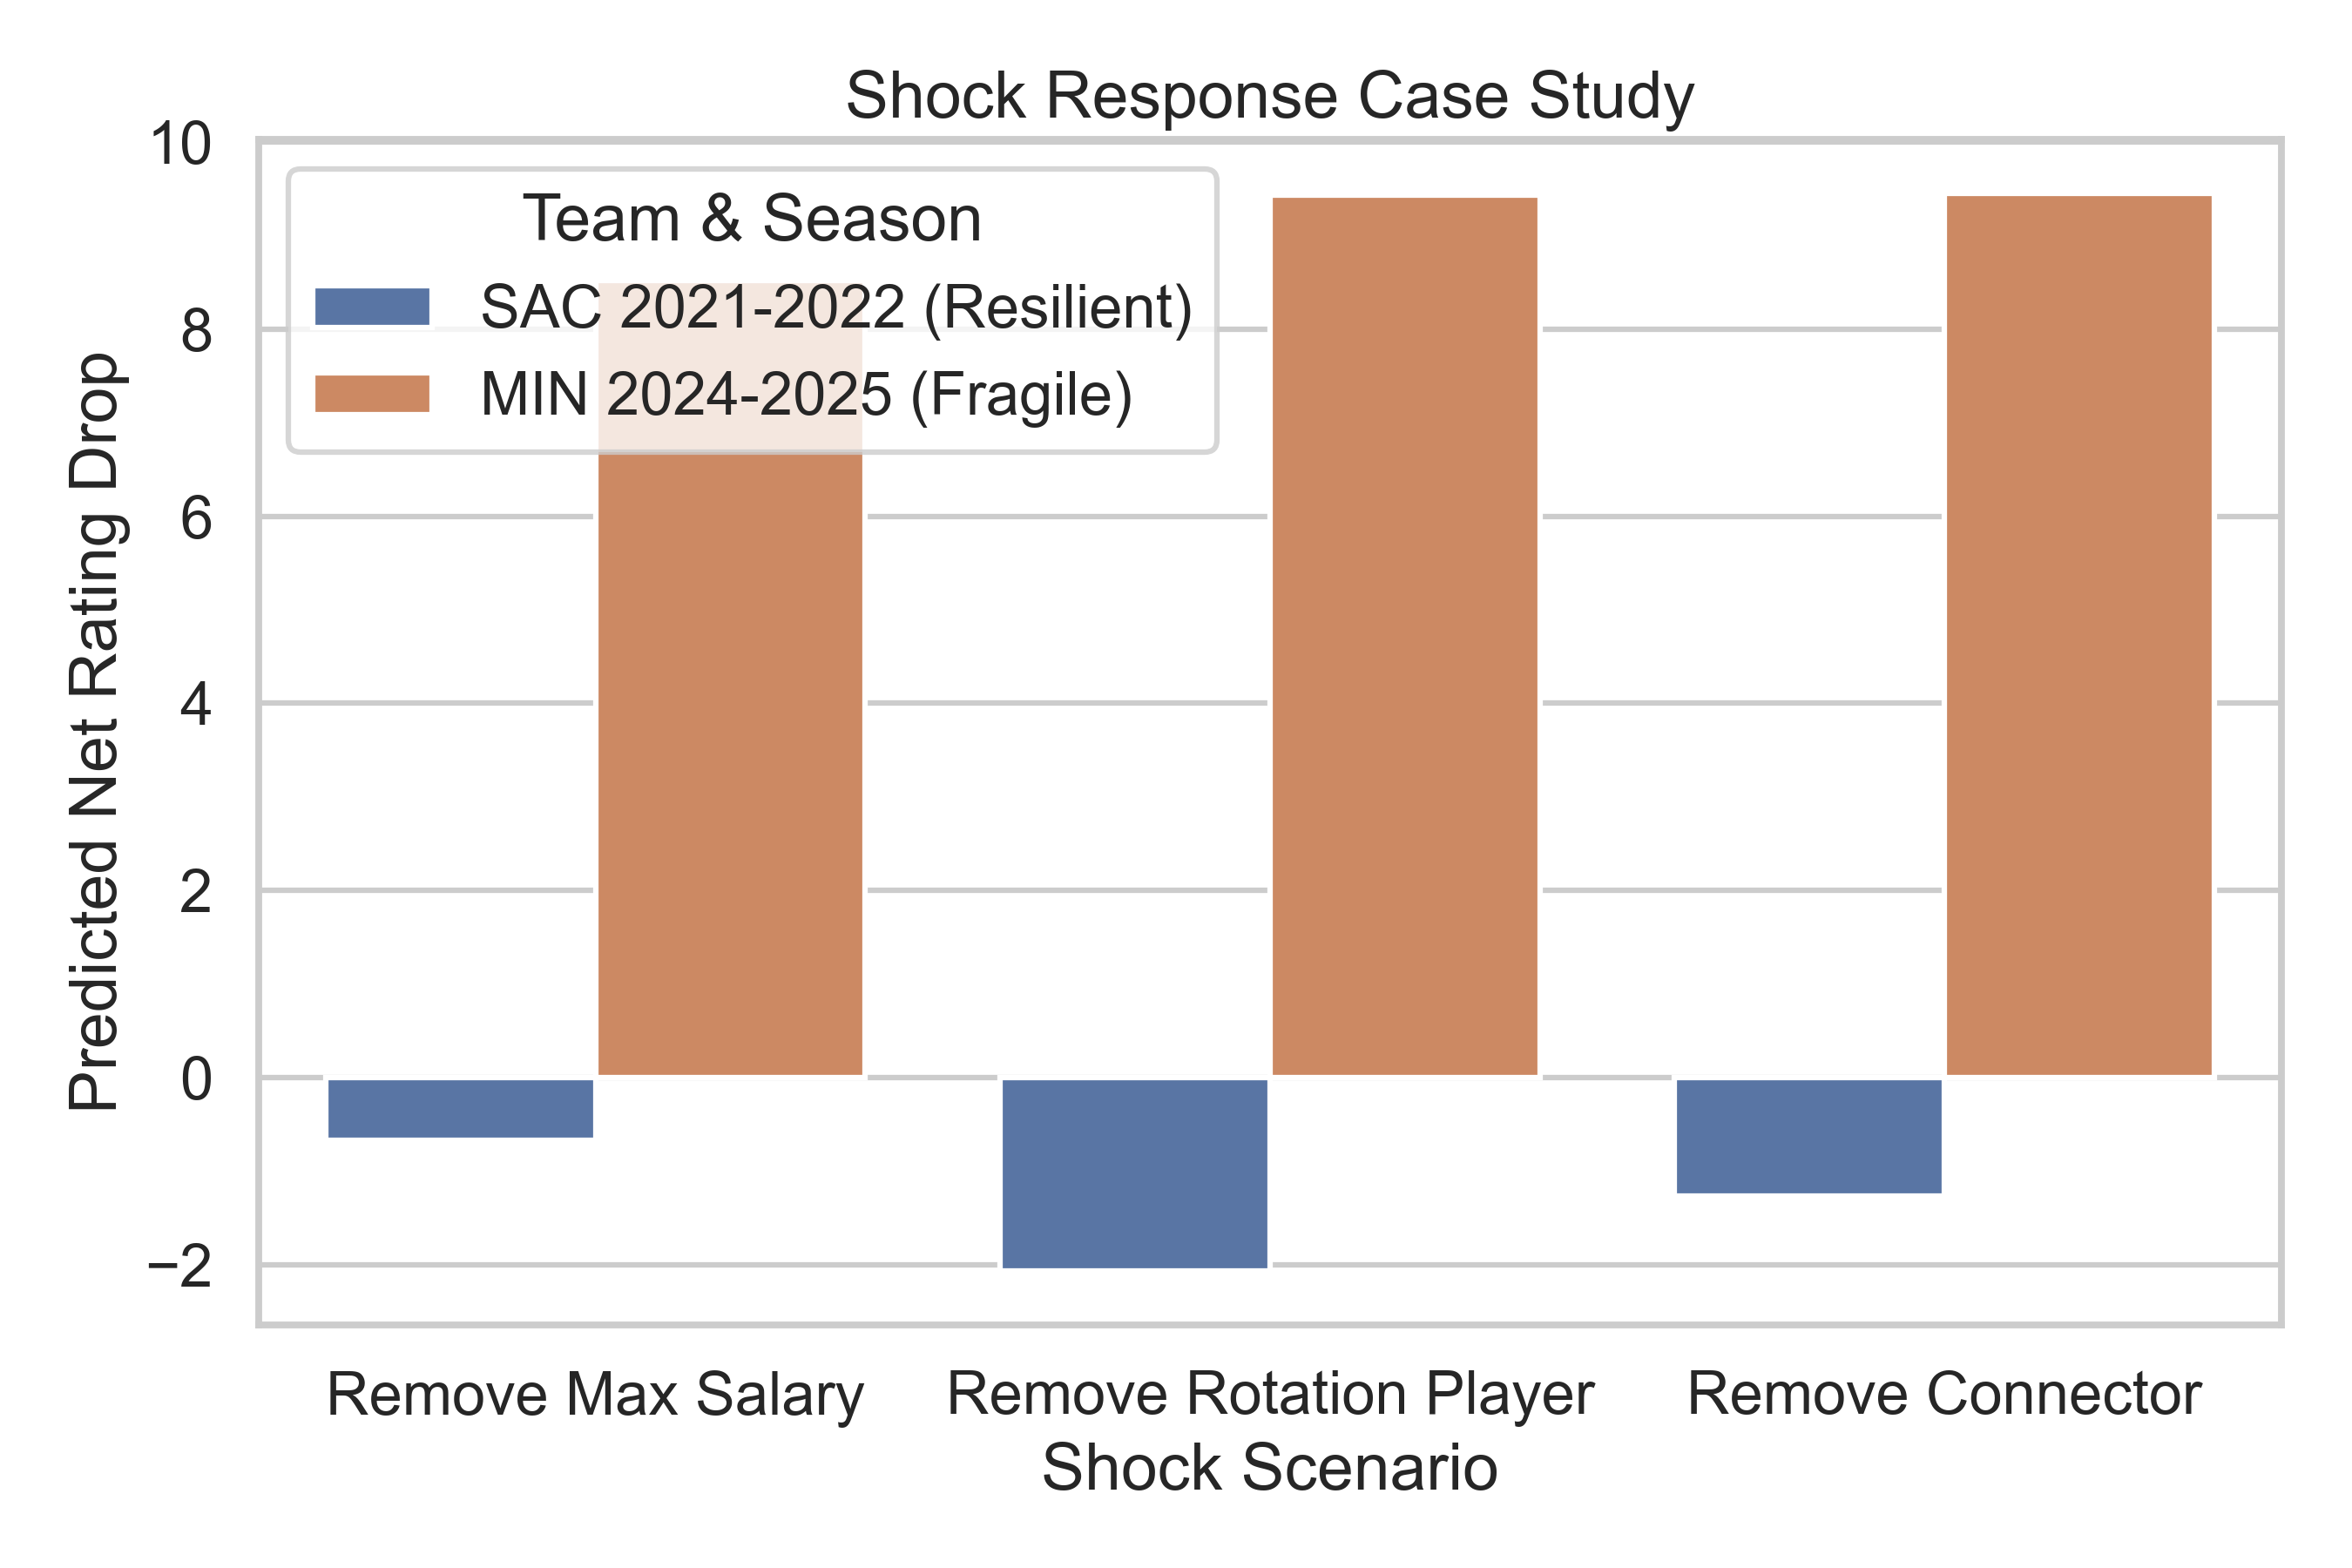 Shock Response Case Study
10
8
6
4
2
0
−2
Predicted Net Rating Drop
Team & Season
SAC 2021-2022 (Resilient)
MIN 2024-2025 (Fragile)
Remove Max Salary
Remove Rotation Player
Remove Connector
Shock Scenario